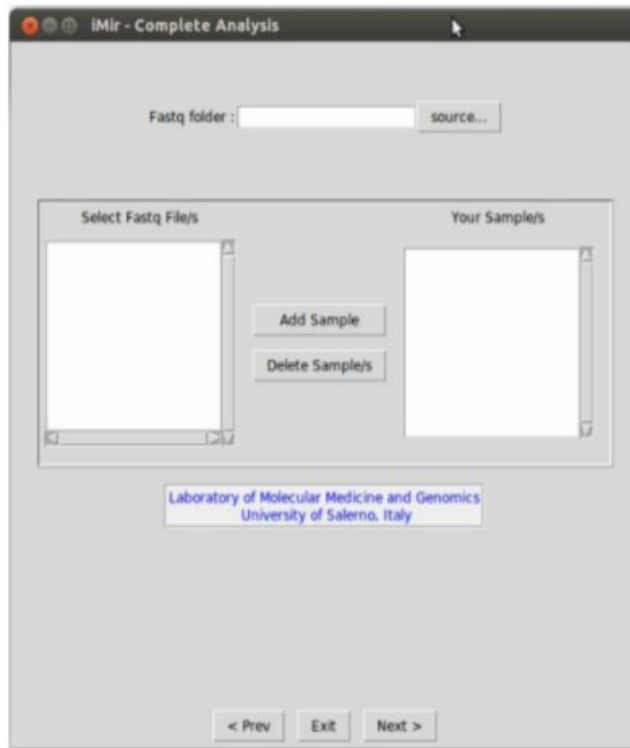 iMir - Complete Analysis
Fastq folder :
source...
Select Fastq File/s
Your Sample/s
Add Sample
Delete Sample/s
Laboratory of Molecular Medicine and Genomics
University of Salerno, Italy
< Prev
Exit
Next >